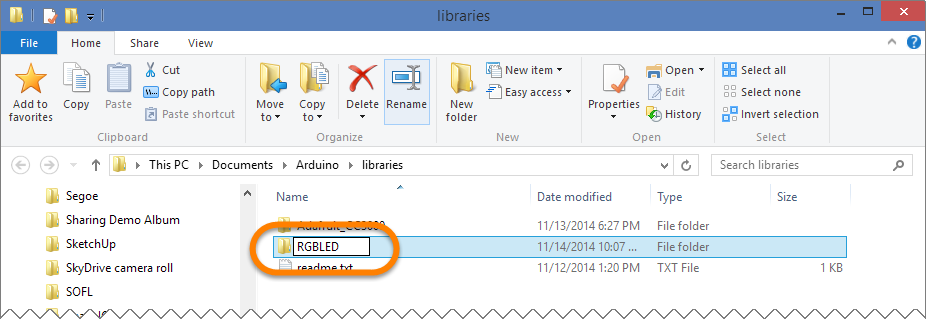 libraries
File Home Share View
Add to favorites
Copy
Paste
Cut
Copy path
Paste shortcut
Clipboard
Move to
Copy to
Delete
Rename
Organize
New folder
New item
Easy access
New
Properties
Open
Edit
History
Open
Select all
Select none
Invert selection
Select
This PC Documents Arduino libraries
Search libraries
Segoe
Sharing Demo Album
SketchUp
SkyDrive camera roll
SOFL
Name Date modified Type Size
11/13/2014 6:27 PM File folder
RGBLED 11/14/2014 10:07 ... File folder
readme.txt 11/12/2014 1:20 PM TXT File 1 KB